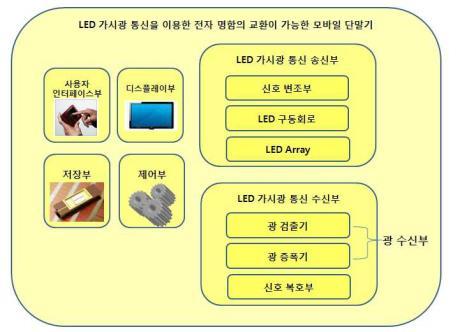 LED 가시광 통신을 이용한 전자 명함의 교환이 가능한 모바일 단말기
사용자
인터페이스부
디스플레이부
저장부
제어부
LED 가시광 통신 송신부
신호 변조부
LED 구동회로
LED Array
LED 가시광 통신 수신부
광 검출기
광 증폭기
신호 복호부
광 수신부